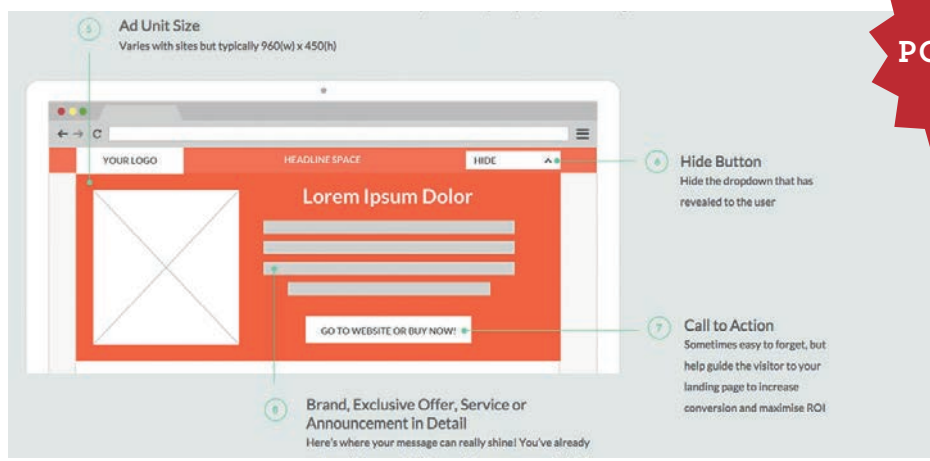 5
Ad Unit Size
Varies with sites but typically 960(w) x 450(h)
PO
YOUR LOGO
HEADLINE SPACE
HIDE
6
Hide Button
Hide the dropdown that has
revealed to the user
Lorem Ipsum Dolor
GO TO WEBSITE OR BUY NOW!
7
Call to Action
Sometimes easy to forget, but
help guide the visitor to your
landing page to increase
conversion and maximise ROI
Brand, Exclusive Offer, Service or
Announcement in Detail
Here's where your message can really shine! You've already